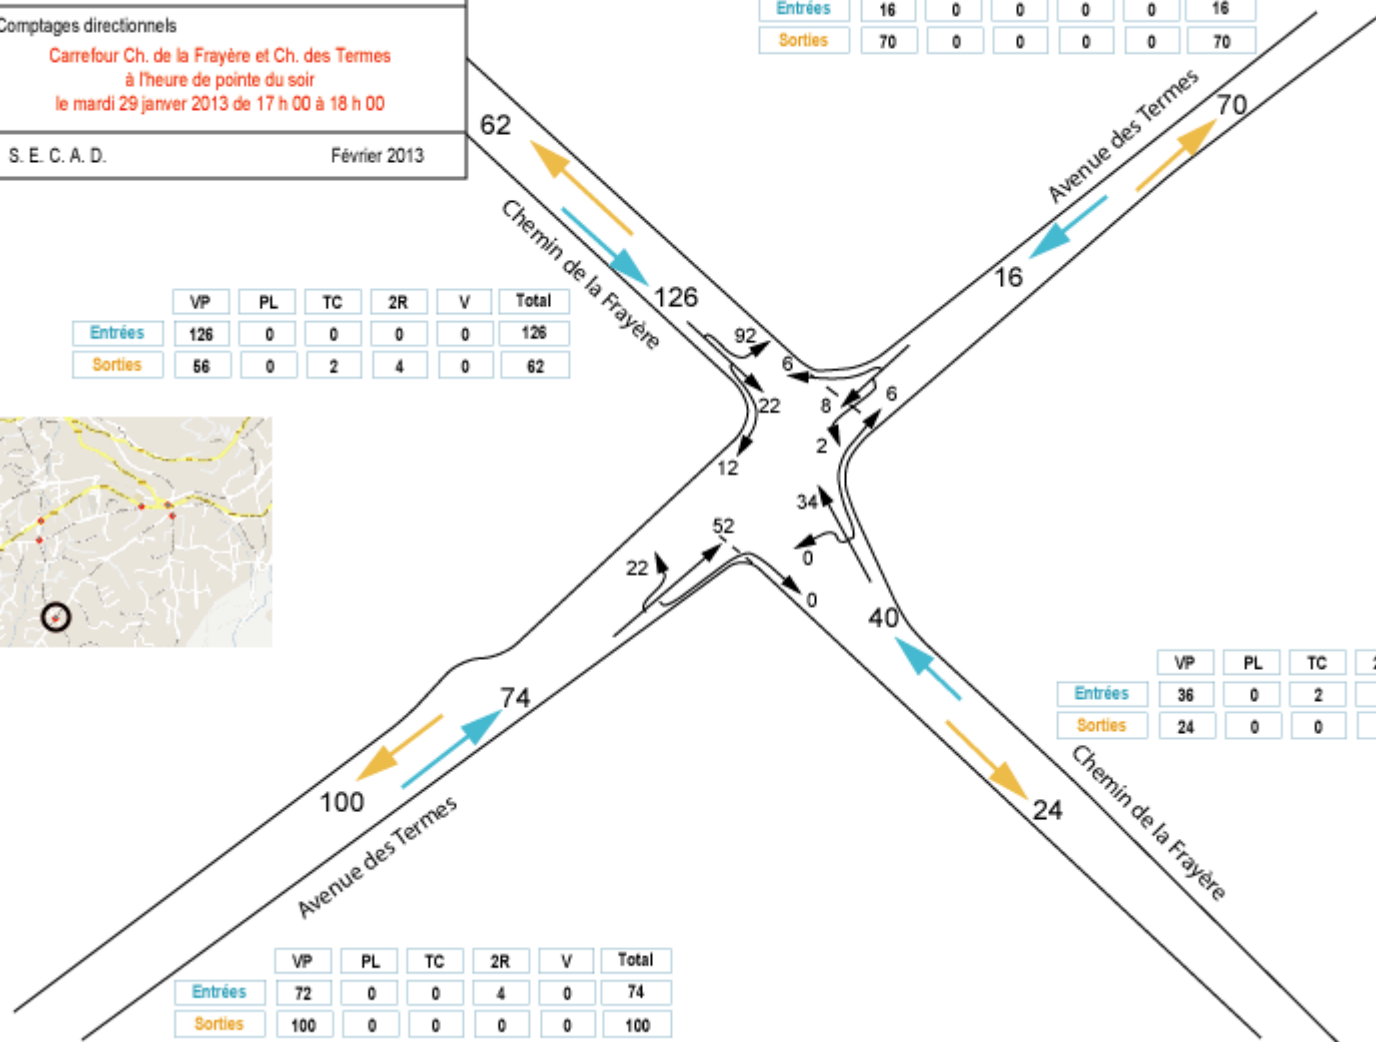 Comptages directionnels
Carrefour Ch. de la Frayère et Ch. des Termes
à l'heure de pointe du soir
le mardi 29 janvier 2013 de 17 h 00 à 18 h 00
S. E. C. A. D. Février 2013
Entrées 16 0 0 0 0 16
Sorties 70 0 0 0 0 70
62
Chemin de la Frayère
126
Avenue des Termes
70
16
VP PL TC 2R V Total
Entrées 126 0 0 0 0 126
Sorties 56 0 2 4 0 62
92
22
12
6
8
2
6
34
0
52
22
0
40
74
100
Avenue des Termes
24
Chemin de la Frayère
VP PL TC
Entrées 36 0 2
Sorties 24 0 0
VP PL TC 2R V Total
Entrées 72 0 0 4 0 74
Sorties 100 0 0 0 0 100